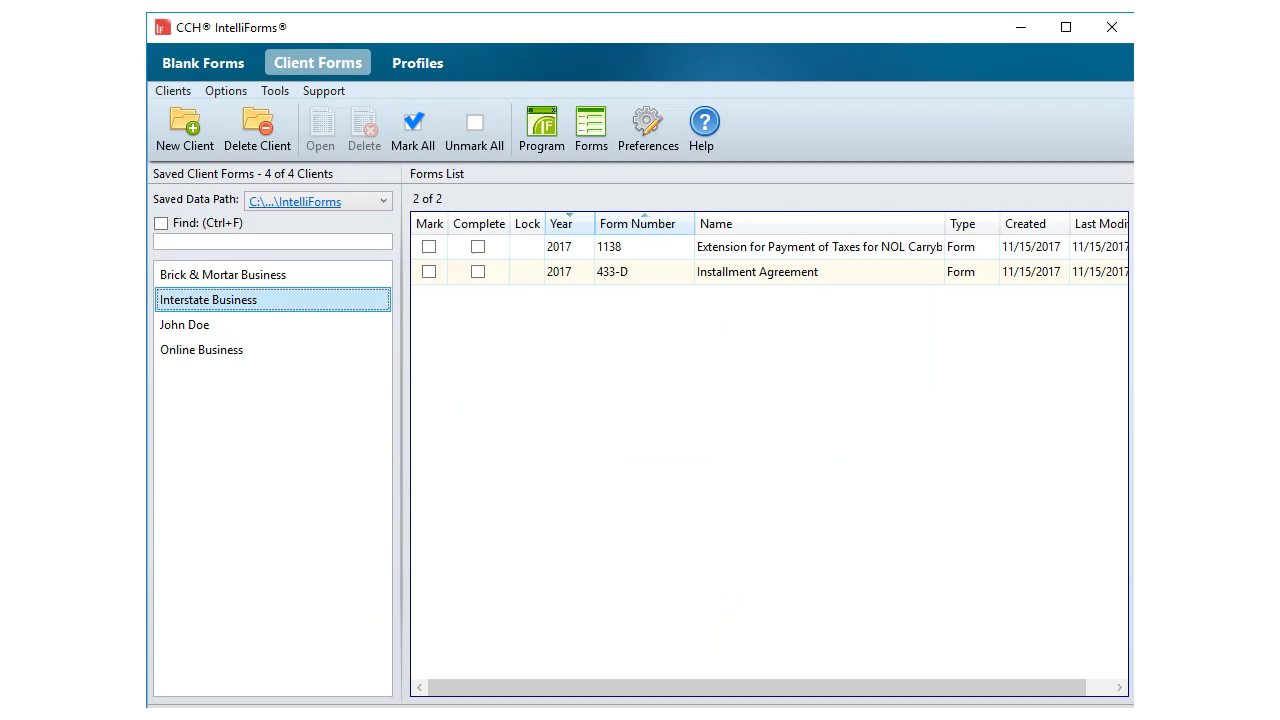 CCH® IntelliForms®
Blank Forms Client Forms Profiles
Clients Options Tools Support
New Client Delete Client Open Delete Mark All Unmark All Program Forms Preferences Help
Saved Client Forms - 4 of 4 Clients
Saved Data Path: C:\...\IntelliForms
Find: (Ctrl+F)
Brick & Mortar Business
Interstate Business
John Doe
Online Business
Forms List
2 of 2
Mark Complete Lock Year Form Number Name Type Created Last Modi
2017 1138 Extension for Payment of Taxes for NOL Carryb Form 11/15/2017 11/15/2017
2017 433-D Installment Agreement Form 11/15/2017 11/15/2017